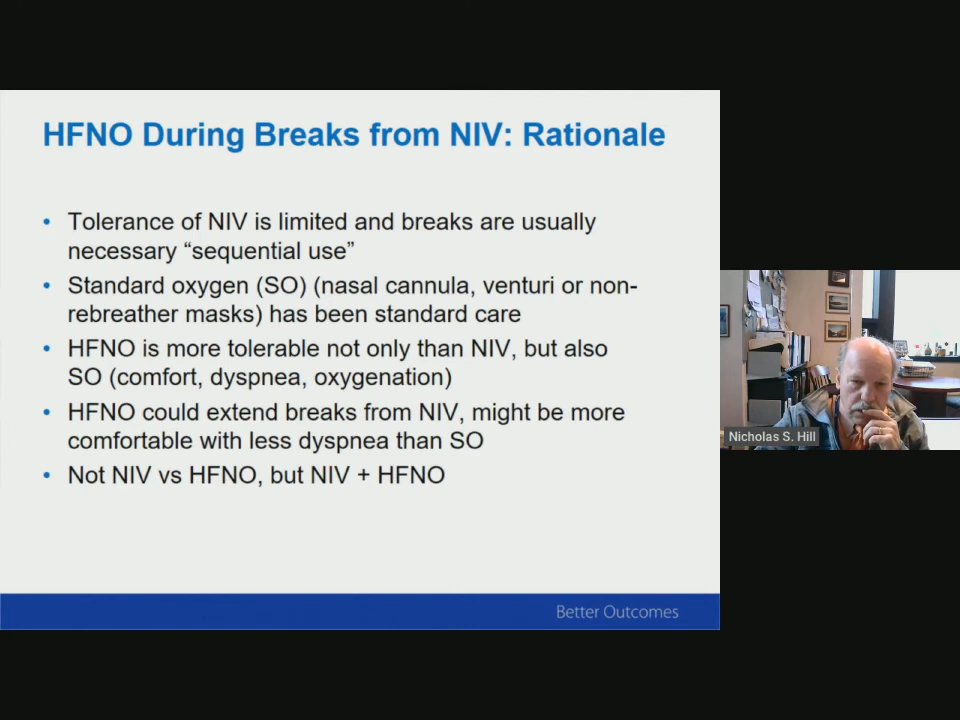 HFNO During Breaks from NIV: Rationale
• Tolerance of NIV is limited and breaks are usually
necessary “sequential use”
• Standard oxygen (SO) (nasal cannula, venturi or non-
rebreather masks) has been standard care
• HFNO is more tolerable not only than NIV, but also
SO (comfort, dyspnea, oxygenation)
• HFNO could extend breaks from NIV, might be more
comfortable with less dyspnea than SO
• Not NIV vs HFNO, but NIV + HFNO
Better Outcomes
Nicholas S. Hill